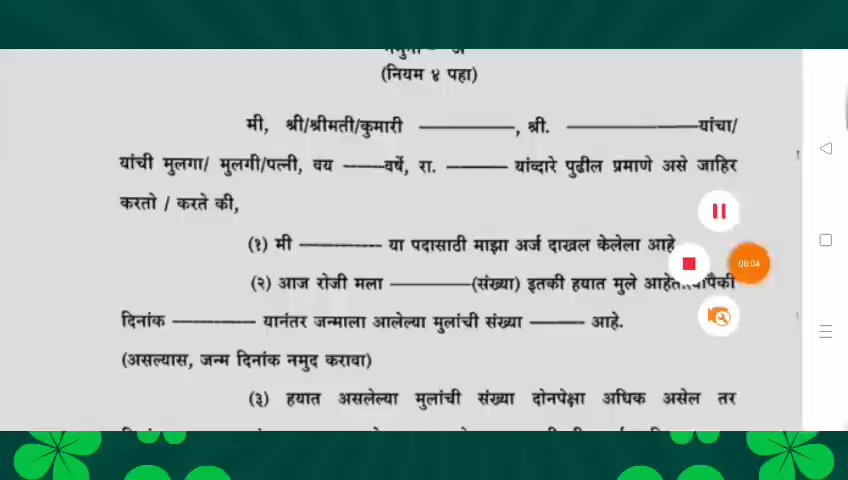 (नियम ४ पहा)
मी, श्री/श्रीमती/कुमारी ————, श्री. ————यांचा/
यांची मुलगा/ मुलगी/पत्नी, वय ——वर्षे, रा. ——— यांव्दारे पुढील प्रमाणे असे जाहिर
करतो / करते की,
(१) मी ———— या पदासाठी माझा अर्ज दाखल केलेला आहे
(२) आज रोजी मला ————(संख्या) इतकी हयात मुले आहेत
दिनांक ———— यानंतर जन्माला आलेल्या मुलांची संख्या ——— आहे.
(असल्यास, जन्म दिनांक नमुद करावा)
(३) हयात असलेल्या मुलांची संख्या दोनपेक्षा अधिक असेल तर
00:04